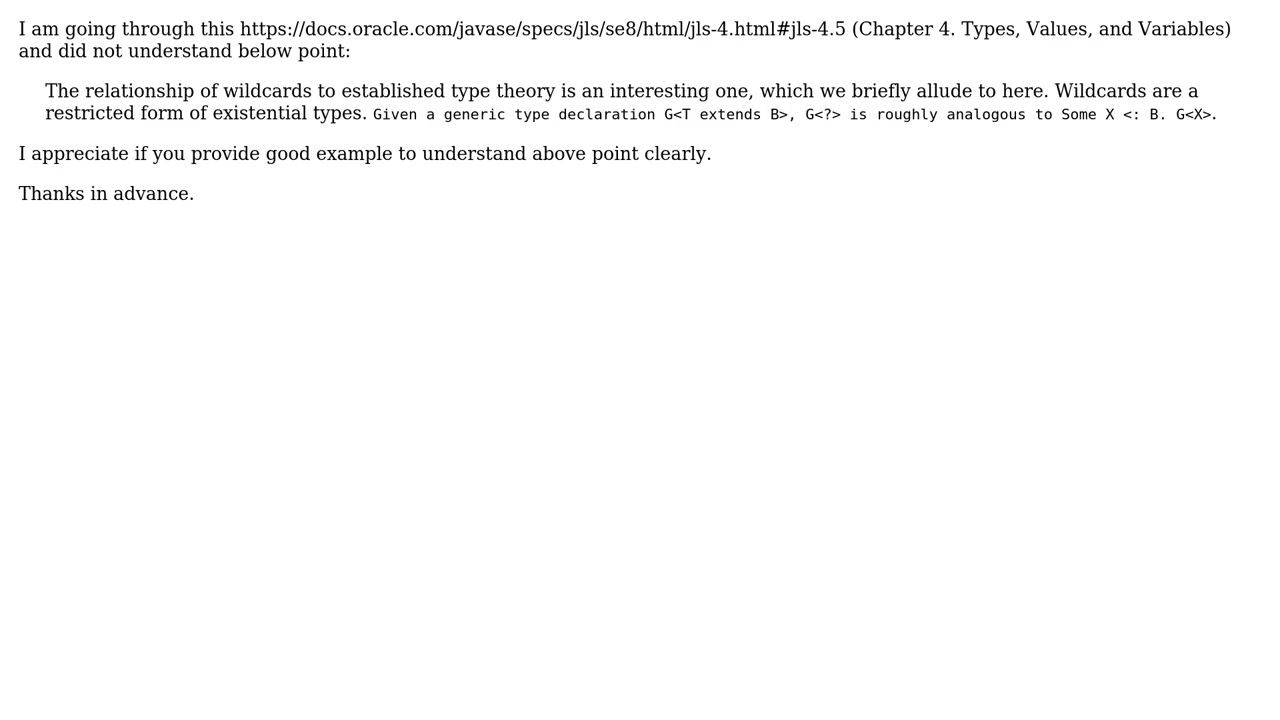 I am going through this https://docs.oracle.com/javase/specs/jls/se8/html/jls-4.html#jls-4.5 (Chapter 4. Types, Values, and Variables)
and did not understand below point:
The relationship of wildcards to established type theory is an interesting one, which we briefly allude to here. Wildcards are a
restricted form of existential types. Given a generic type declaration G<T extends B>, G<?> is roughly analogous to Some X <: B. G<X>.
I appreciate if you provide good example to understand above point clearly.
Thanks in advance.